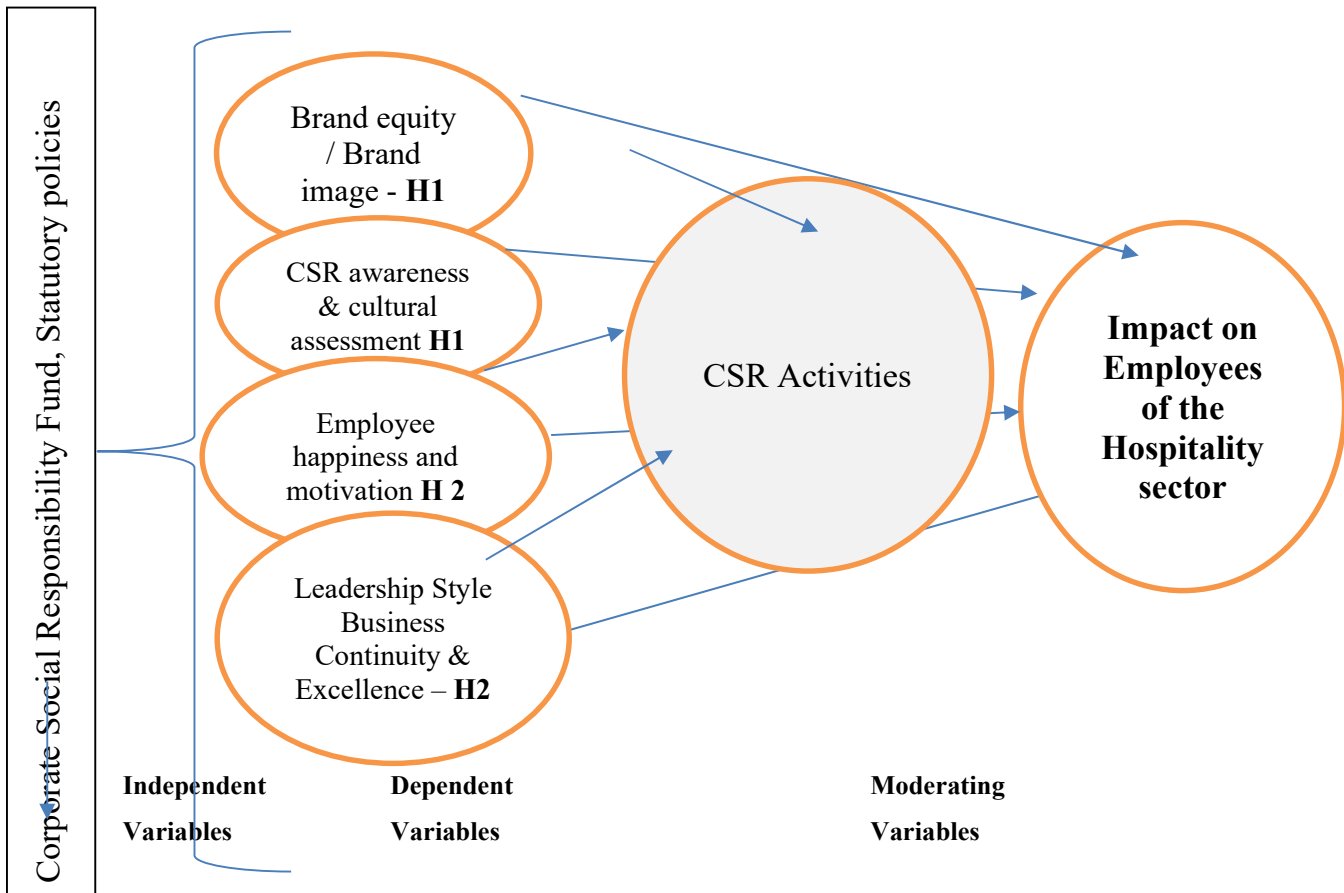 Corporate Social Responsibility Fund, Statutory policies
Brand equity
/ Brand
image - H1
CSR awareness
& cultural
assessment H1
Employee
happiness and
motivation H 2
Leadership Style
Business
Continuity &
Excellence – H2
CSR Activities
Impact on
Employees
of the
Hospitality
sector
Independent
Variables
Dependent
Variables
Moderating
Variables